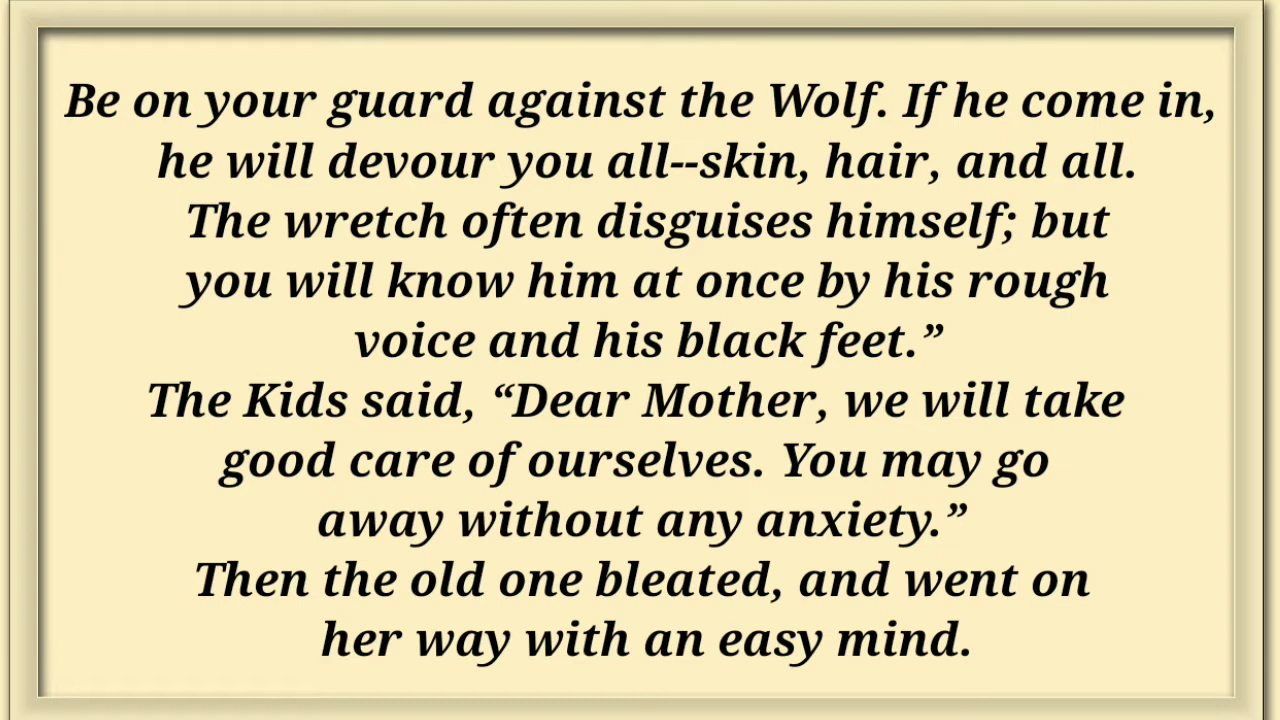 Be on your guard against the Wolf. If he come in,
he will devour you all--skin, hair, and all.
The wretch often disguises himself; but
you will know him at once by his rough
voice and his black feet.”
The Kids said, “Dear Mother, we will take
good care of ourselves. You may go
away without any anxiety.”
Then the old one bleated, and went on
her way with an easy mind.